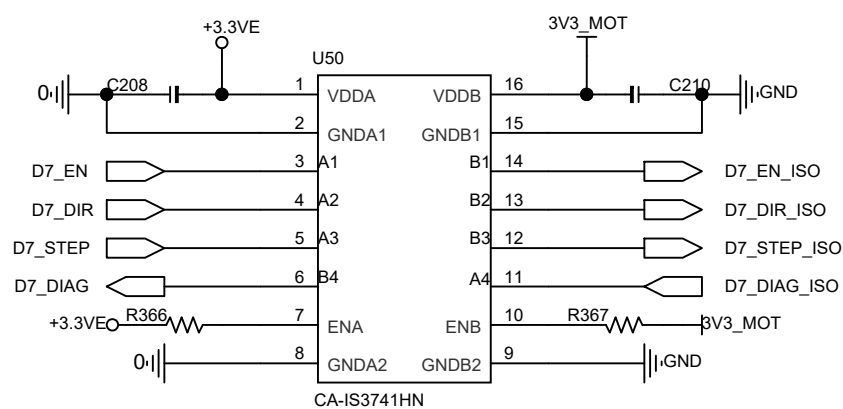 +3.3VE 3V3_MOT
U50
0 C208 1 VDDA VDDB 16 C210 GND
2 GNDA1 GNDB1 15
D7_EN 3 A1 B1 14 D7_EN_ISO
D7_DIR 4 A2 B2 13 D7_DIR_ISO
D7_STEP 5 A3 B3 12 D7_STEP_ISO
D7_DIAG 6 B4 A4 11 D7_DIAG_ISO
+3.3VE R366 7 ENA ENB 10 R367 3V3_MOT
0 8 GNDA2 GNDB2 9 GND
CA-IS3741HN